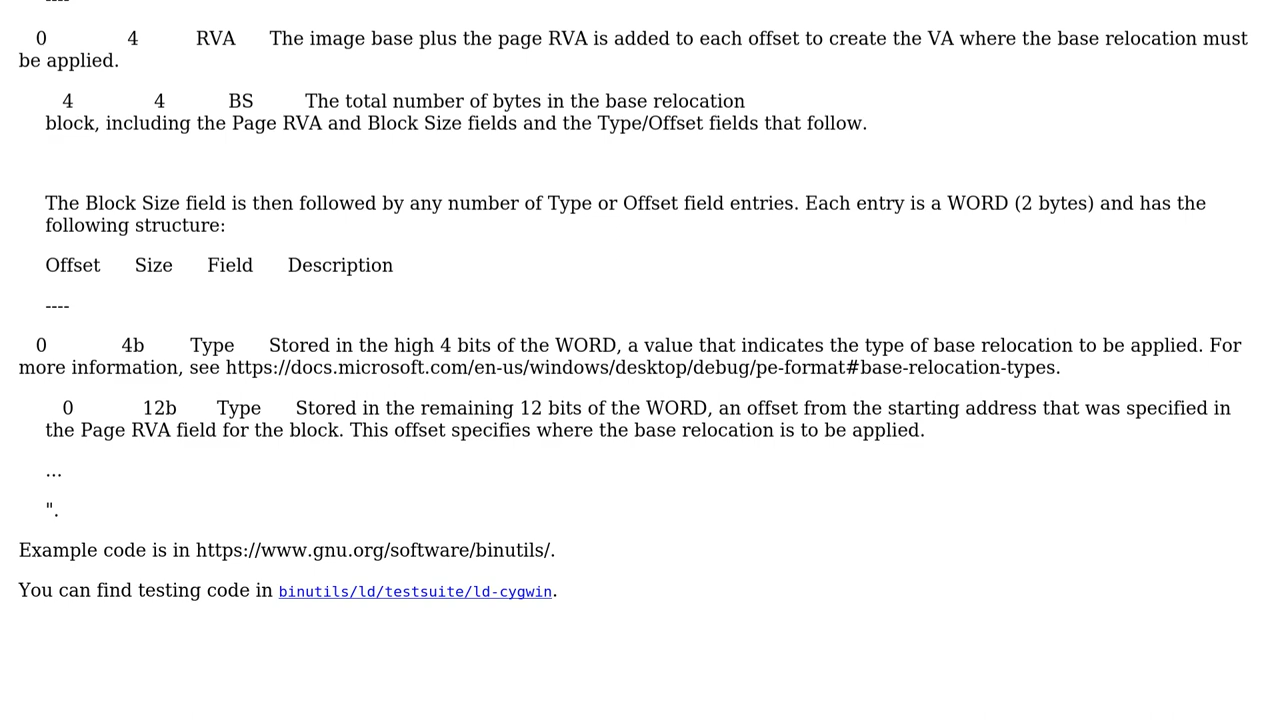 ----
0 4 RVA The image base plus the page RVA is added to each offset to create the VA where the base relocation must
be applied.
4 4 BS The total number of bytes in the base relocation
block, including the Page RVA and Block Size fields and the Type/Offset fields that follow.
The Block Size field is then followed by any number of Type or Offset field entries. Each entry is a WORD (2 bytes) and has the
following structure:
Offset Size Field Description
----
0 4b Type Stored in the high 4 bits of the WORD, a value that indicates the type of base relocation to be applied. For
more information, see https://docs.microsoft.com/en-us/windows/desktop/debug/pe-format#base-relocation-types.
0 12b Type Stored in the remaining 12 bits of the WORD, an offset from the starting address that was specified in
the Page RVA field for the block. This offset specifies where the base relocation is to be applied.
...
".
Example code is in https://www.gnu.org/software/binutils/.
You can find testing code in binutils/ld/testsuite/ld-cygwin.